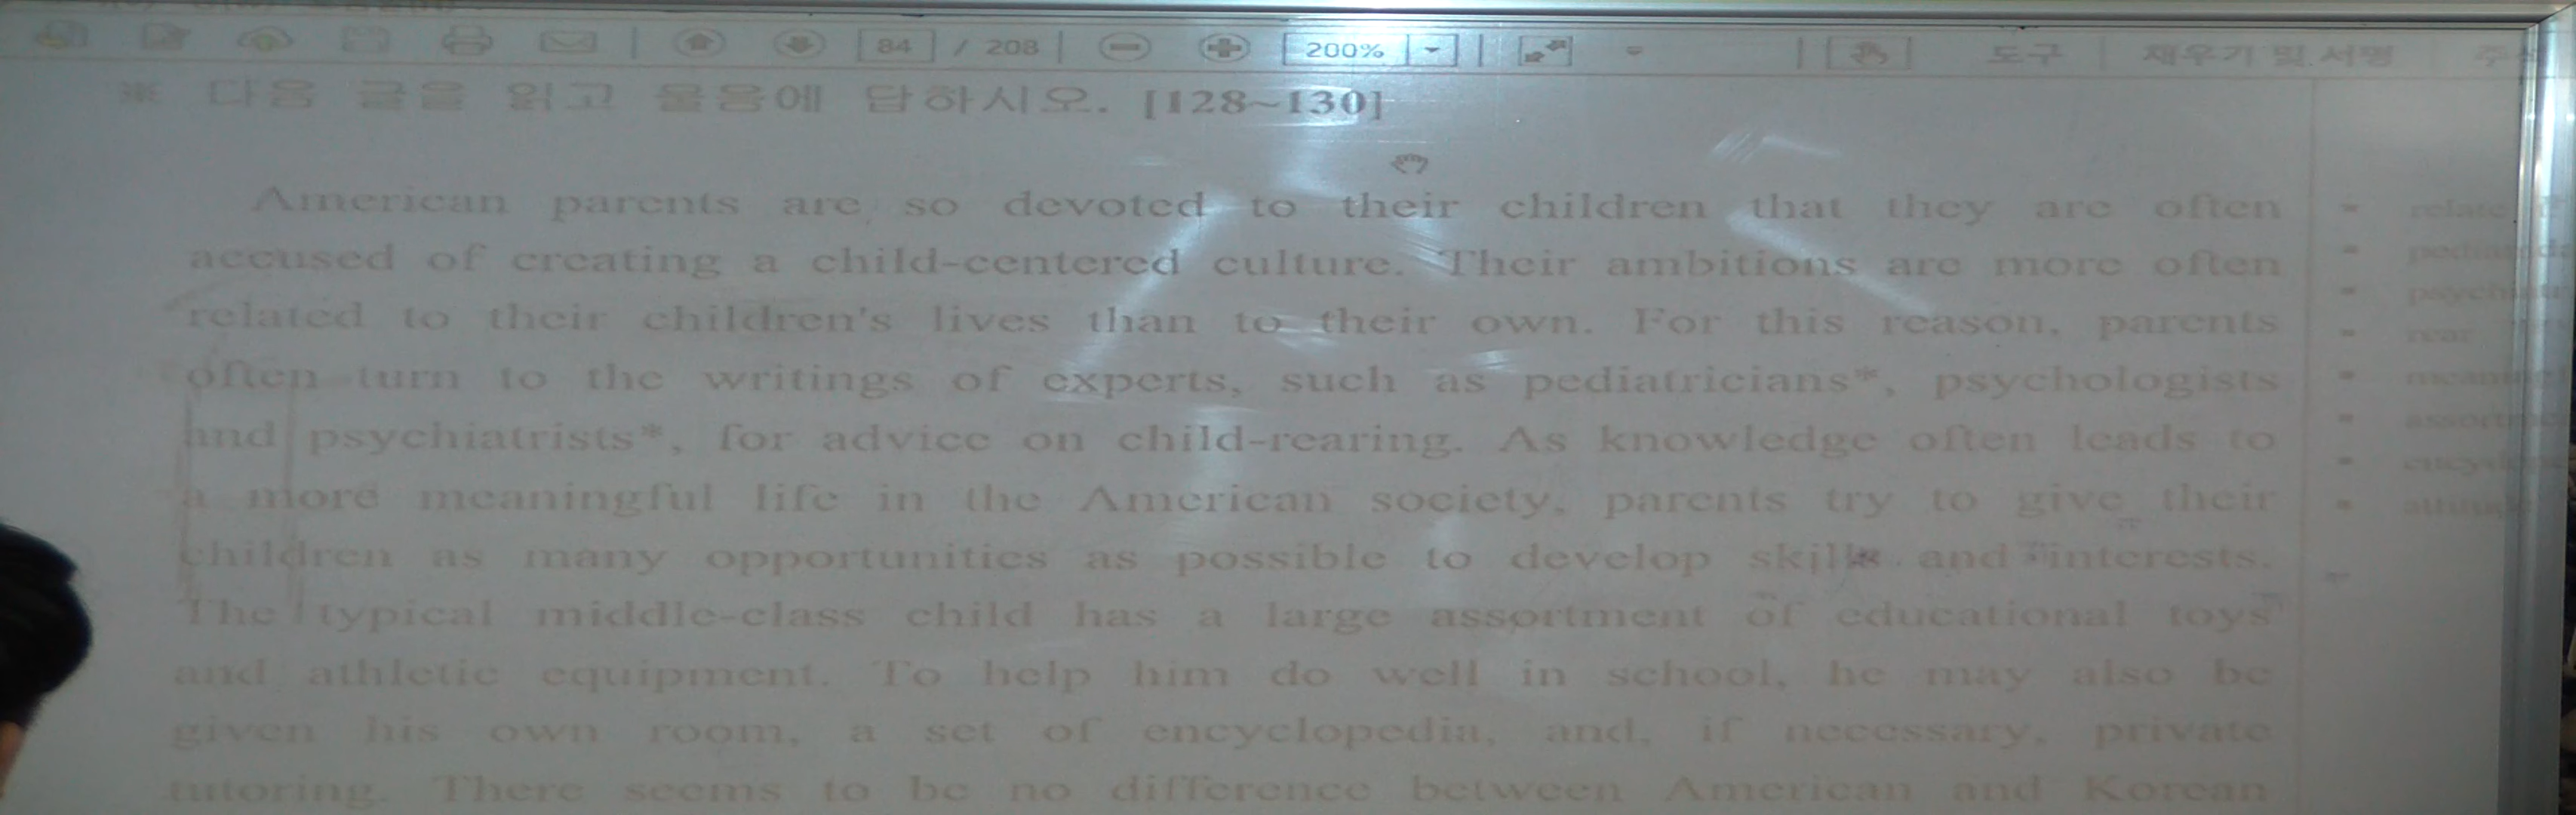 84 / 208 200% 도구 채우기 및 서명
※ 다음 글을 읽고 물음에 답하시오. [128~130]
American parents are so devoted to their children that they are often
accused of creating a child-centered culture. Their ambitions are more often
related to their children's lives than to their own. For this reason, parents
often turn to the writings of experts, such as pediatricians*, psychologists
and psychiatrists*, for advice on child-rearing. As knowledge often leads to
a more meaningful life in the American society, parents try to give their
children as many opportunities as possible to develop skills and interests.
The typical middle-class child has a large assortment of educational toys
and athletic equipment. To help him do well in school, he may also be
given his own room, a set of encyclopedia, and, if necessary, private
tutoring. There seems to be no difference between American and Korean
relate
rear